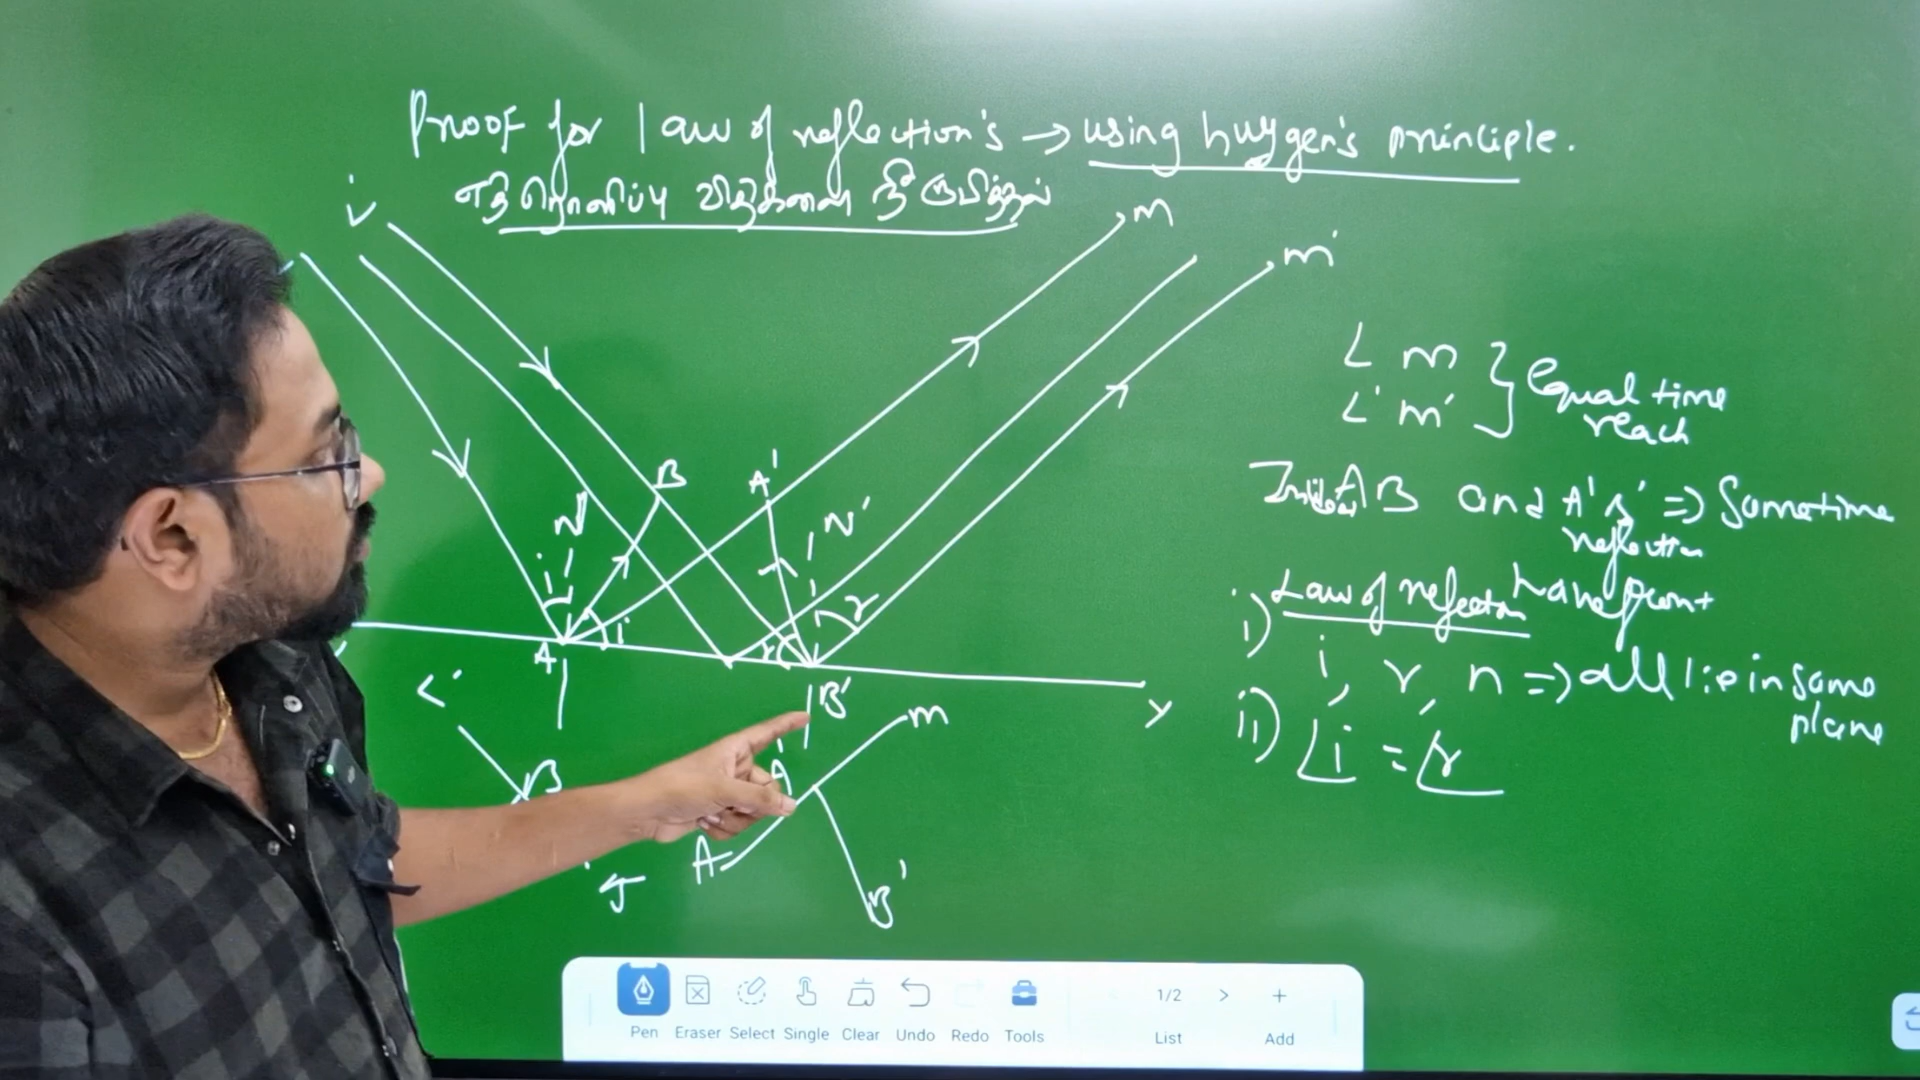 Proof for law of reflection's → using huygen's principle.
எதிரொளிப்பு விதிகளை நிரூபித்தல்
i
m
m'
L m } Equal time
L' m' } reach
B
A'
N
N'
AB and A'B' => Sametime
reflection
i) Law of reflection wavefront
i, r, n => all lie in same
plane
ii) ∠i = ∠r
i
i
r
r
A
B'
Y
L'
B
A'
m
A
B'
Pen Eraser Select Single Clear Undo Redo Tools
1/2 > +
List Add